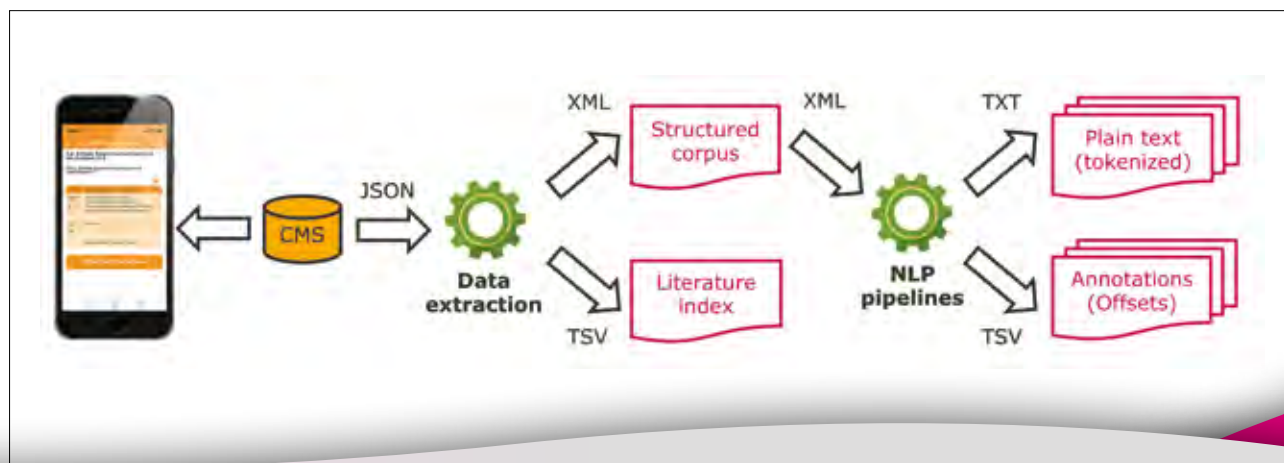 XML
Structured
corpus
XML
TXT
Plain text
(tokenized)
JSON
CMS
Data
extraction
Literature
index
TSV
NLP
pipelines
Annotations
(Offsets)
TSV